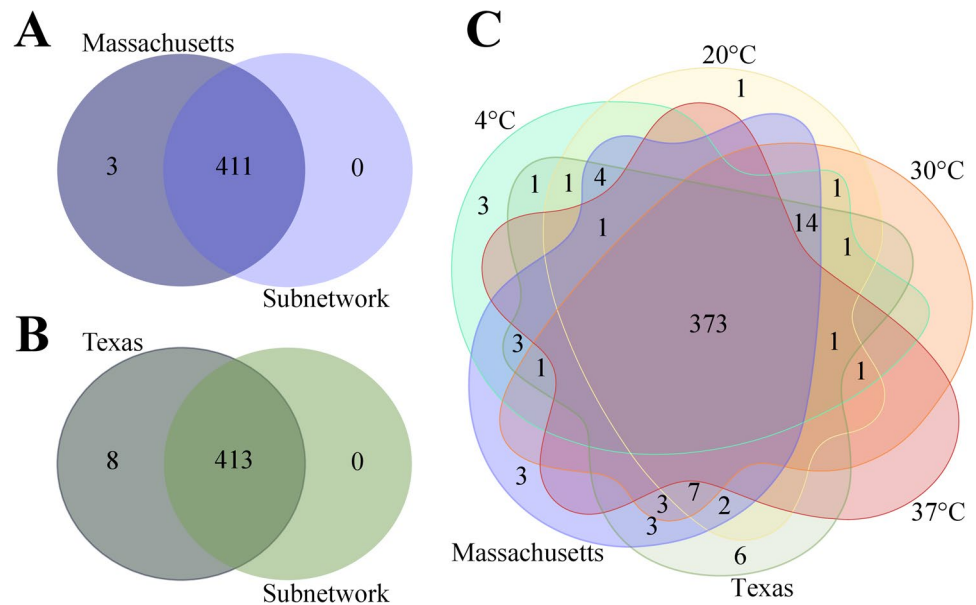 A
Massachusetts
3 411 0
Subnetwork
B
Texas
8 413 0
Subnetwork
C
20°C
1
4°C
30°C
1 1 4 1
3
14
1 1
373
3 1
1 1
3
7
3 2
3
37°C
Massachusetts
6
Texas